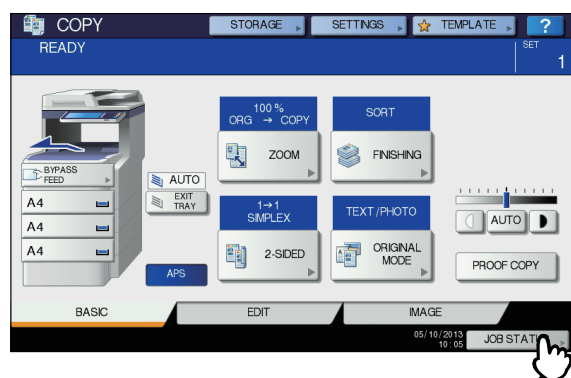 COPY
STORAGE
SETTINGS
TEMPLATE
?
READY
SET
1
100 %
ORG → COPY
SORT
ZOOM
FINISHING
BYPASS
FEED
AUTO
EXIT
TRAY
A4
A4
A4
1→1
SIMPLEX
TEXT/PHOTO
AUTO
2-SIDED
ORIGINAL
MODE
APS
PROOF COPY
BASIC
EDIT
IMAGE
05/10/2013
10:05
JOB